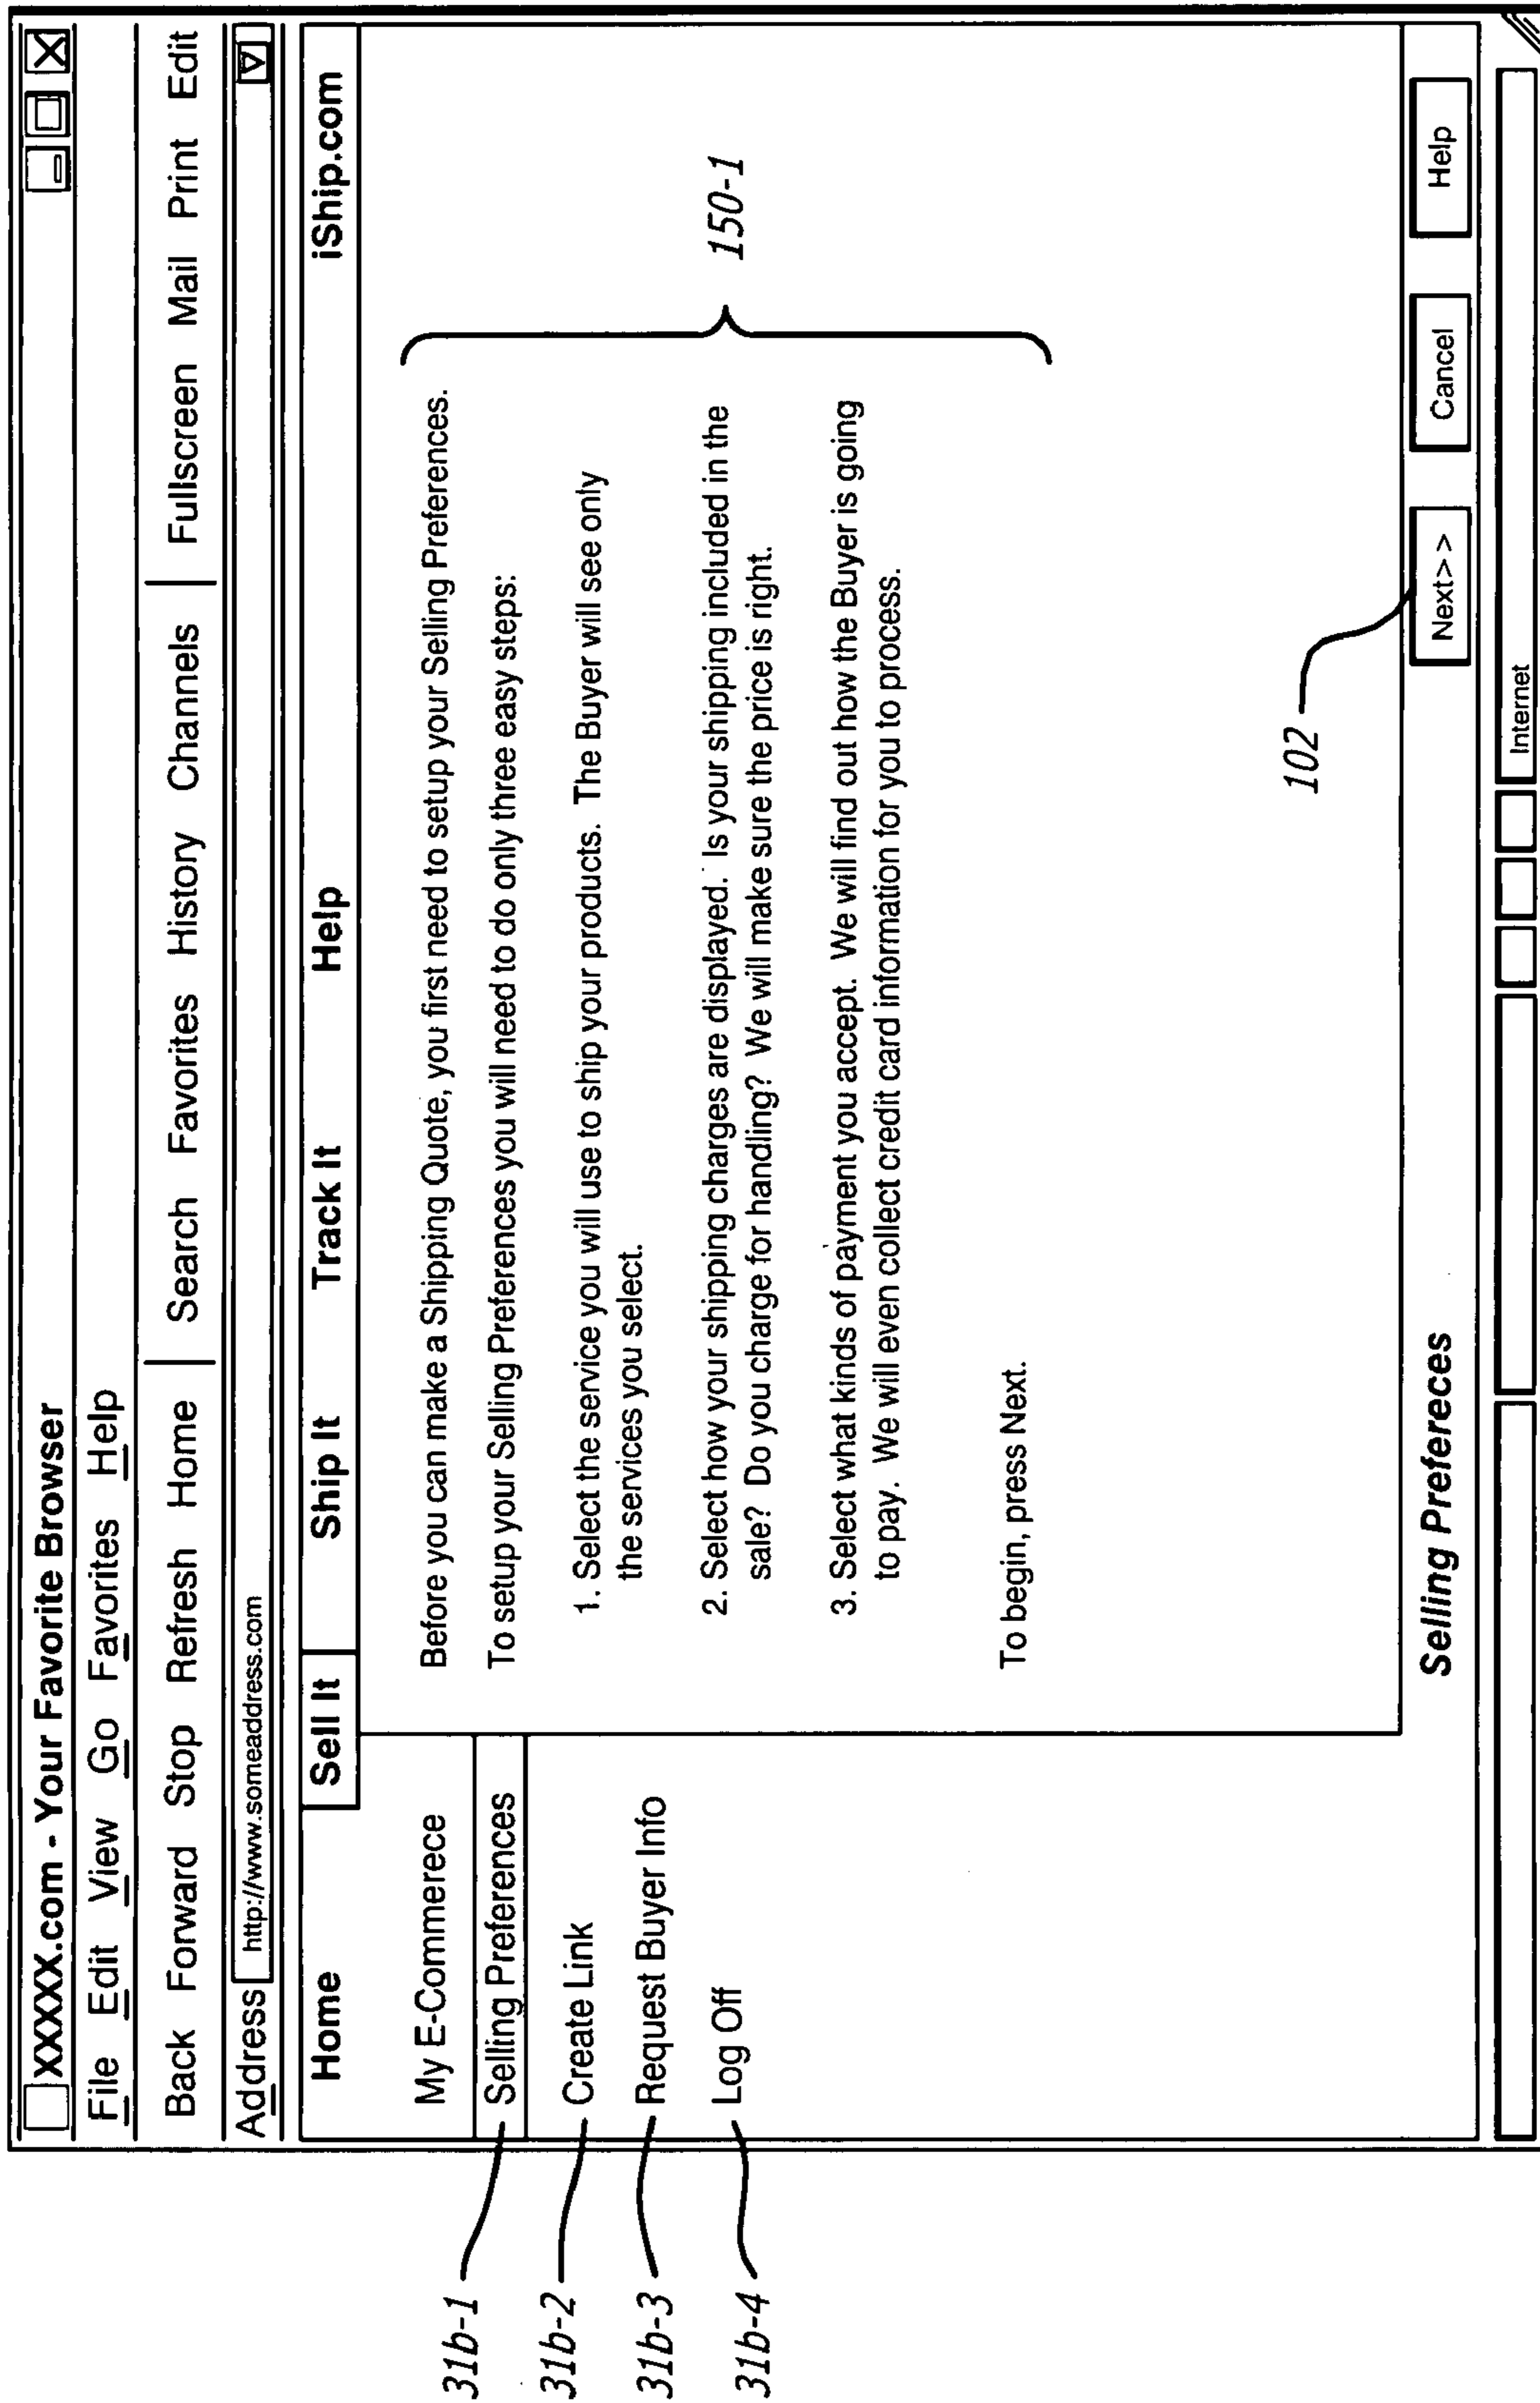 XXXXX.com - Your Favorite Browser
File Edit View Go Favorites Help
Back Forward Stop Refresh Home | Search Favorites History Channels | Fullscreen Mail Print Edit
Address http://www.someaddress.com
Home Sell It Ship It Track It Help iShip.com
My E-Commerece
Selling Preferences
Create Link
Request Buyer Info
Log Off
31b-1
31b-2
31b-3
31b-4
Before you can make a Shipping Quote, you first need to setup your Selling Preferences.
To setup your Selling Preferences you will need to do only three easy steps:
1. Select the service you will use to ship your products. The Buyer will see only
the services you select.
2. Select how your shipping charges are displayed. Is your shipping included in the
sale? Do you charge for handling? We will make sure the price is right.
3. Select what kinds of payment you accept. We will find out how the Buyer is going
to pay. We will even collect credit card information for you to process.
To begin, press Next.
150-1
102
Selling Prefereces
Next>> Cancel Help
Internet